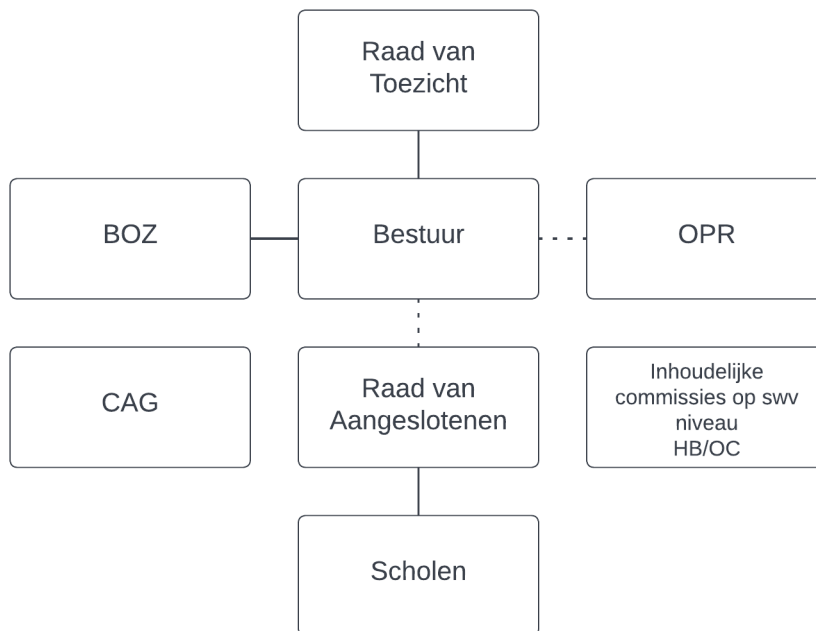 Raad van
Toezicht
BOZ
Bestuur
OPR
CAG
Raad van
Aangeslotenen
Inhoudelijke
commissies op swv
niveau
HB/OC
Scholen